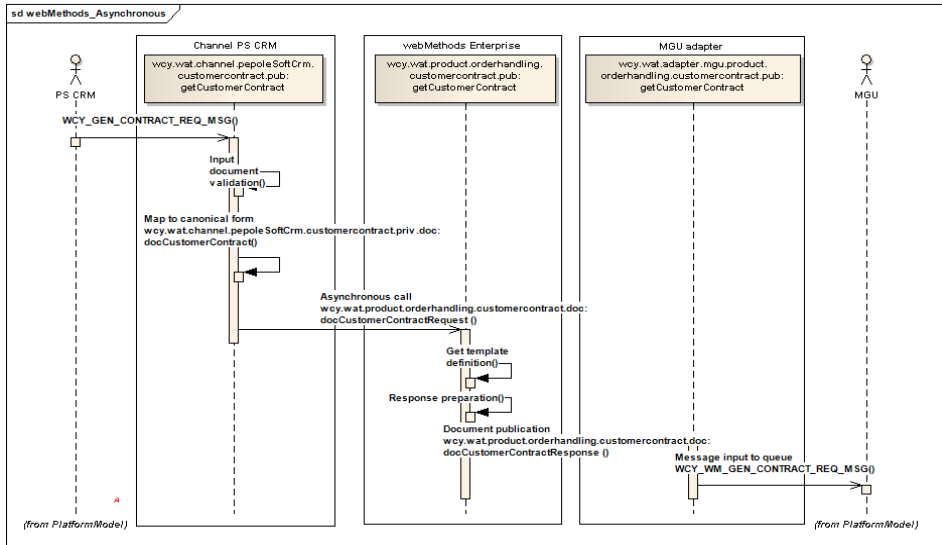 sd webMethods_Asynchronous
Channel PS CRM
webMethods Enterprise
MGU adapter
wcy.wat.channel.pepoleSoftCrm.
customercontract.pub:
getCustomerContract
wcy.wat.product.orderhandling.
customercontract.pub:
getCustomerContract
wcy.wat.adapter.mgu.product.
orderhandling.customercontract.pub:
getCustomerContract
PS CRM
MGU
WCY_GEN_CONTRACT_REQ_MSG()
Input
document
validation()
Map to canonical form
wcy.wat.channel.pepoleSoftCrm.customercontract.priv.doc:
docCustomerContract()
Asynchronous call
wcy.wat.product.orderhandling.customercontract.doc:
docCustomerContractRequest ()
Get template
definition()
Response preparation()
Document publication
wcy.wat.product.orderhandling.customercontract.doc:
docCustomerContractResponse ()
Message input to queue
WCY_WM_GEN_CONTRACT_REQ_MSG()
A
(from PlatformModel)
(from PlatformModel)